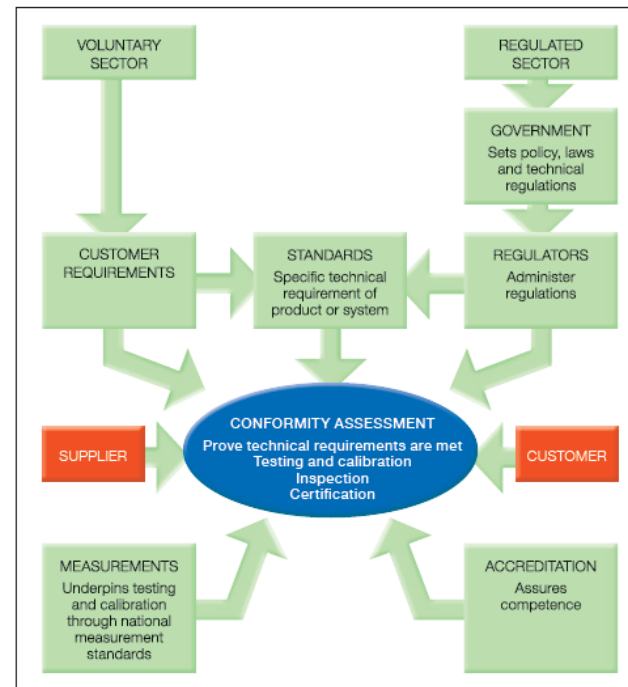 VOLUNTARY
SECTOR
REGULATED
SECTOR
GOVERNMENT
Sets policy, laws
and technical
regulations
CUSTOMER
REQUIREMENTS
STANDARDS
Specific technical
requirement of
product or system
REGULATORS
Administer
regulations
CONFORMITY ASSESSMENT
Prove technical requirements are met
Testing and calibration
Inspection
Certification
SUPPLIER
CUSTOMER
MEASUREMENTS
Underpins testing
and calibration
through national
measurement
standards
ACCREDITATION
Assures
competence